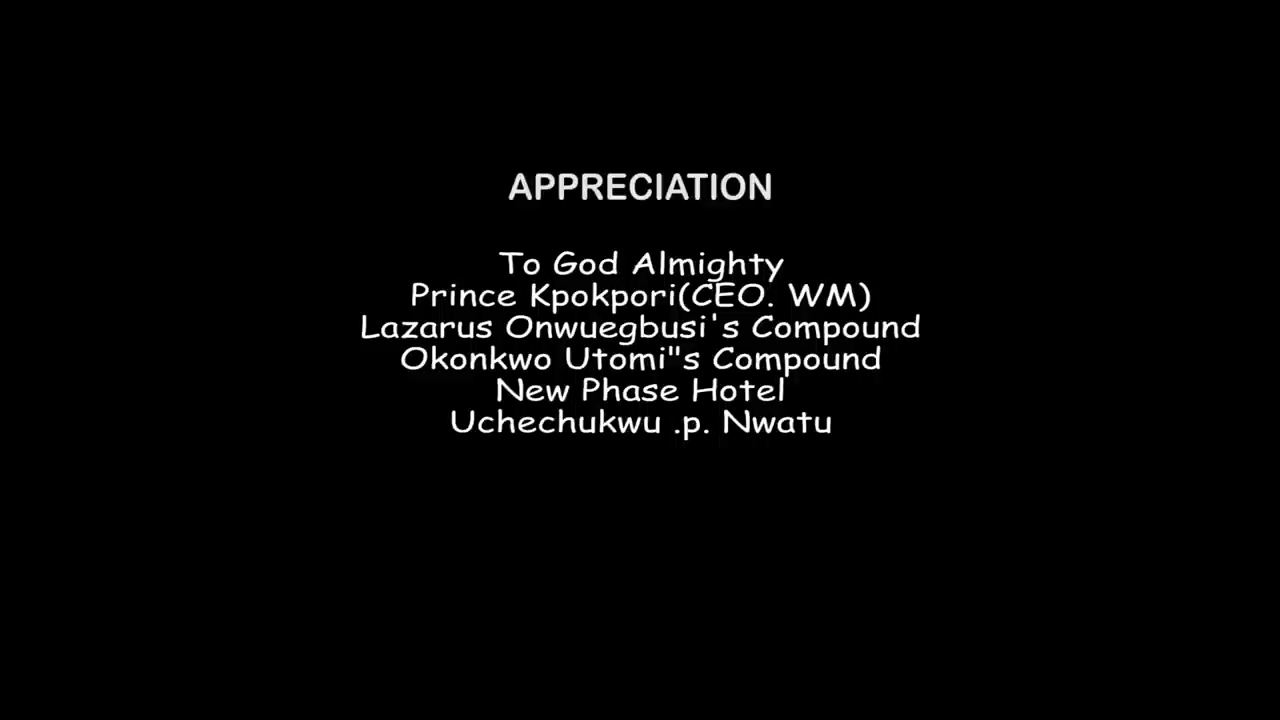 APPRECIATION
To God Almighty
Prince Kpokpori(CEO. WM)
Lazarus Onwuegbusi's Compound
Okonkwo Utomi"s Compound
New Phase Hotel
Uchechukwu .p. Nwatu